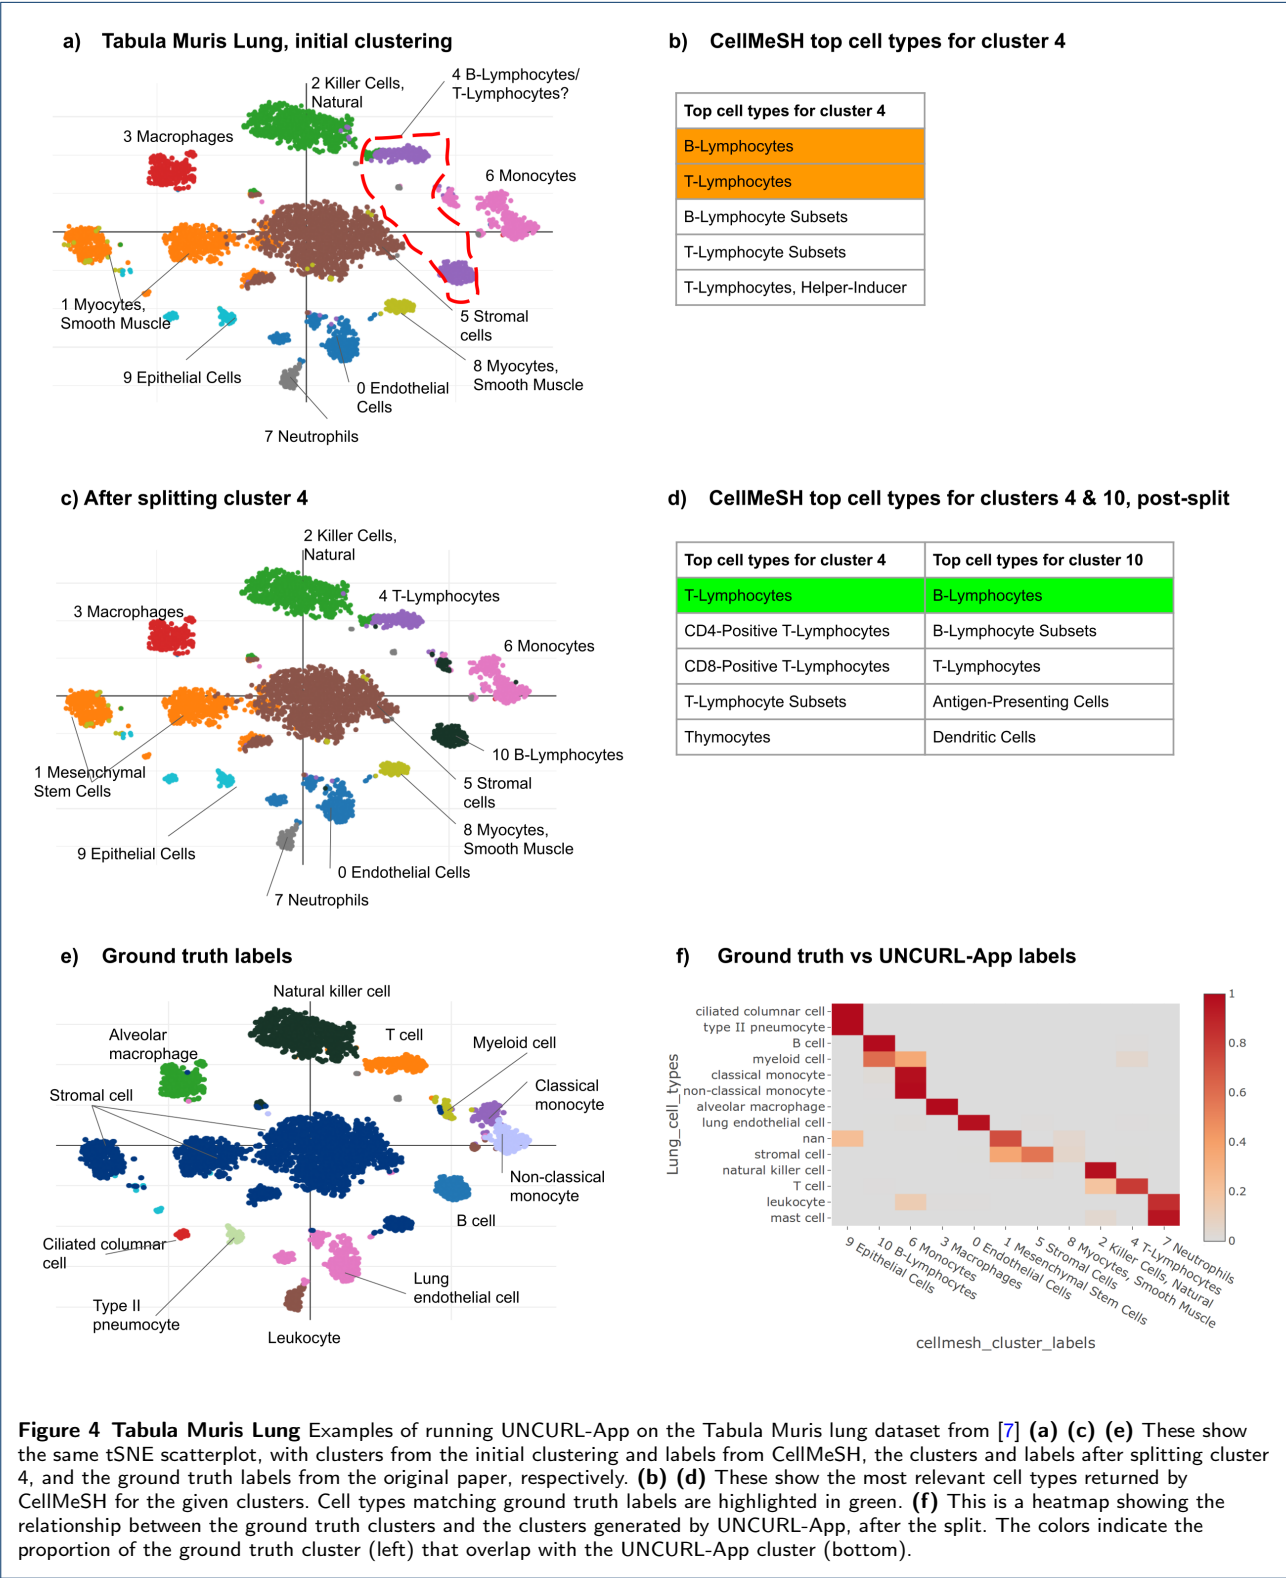 a) Tabula Muris Lung, initial clustering
2 Killer Cells,
Natural
4 B-Lymphocytes/
T-Lymphocytes?
3 Macrophages
6 Monocytes
1 Myocytes,
Smooth Muscle
5 Stromal
cells
9 Epithelial Cells
8 Myocytes,
Smooth Muscle
0 Endothelial
Cells
7 Neutrophils
b) CellMeSH top cell types for cluster 4
Top cell types for cluster 4
B-Lymphocytes
T-Lymphocytes
B-Lymphocyte Subsets
T-Lymphocyte Subsets
T-Lymphocytes, Helper-Inducer
c) After splitting cluster 4
2 Killer Cells,
Natural
4 T-Lymphocytes
3 Macrophages
6 Monocytes
10 B-Lymphocytes
1 Mesenchymal
Stem Cells
5 Stromal
cells
8 Myocytes,
Smooth Muscle
9 Epithelial Cells
0 Endothelial Cells
7 Neutrophils
d) CellMeSH top cell types for clusters 4 & 10, post-split
Top cell types for cluster 4 Top cell types for cluster 10
T-Lymphocytes B-Lymphocytes
CD4-Positive T-Lymphocytes B-Lymphocyte Subsets
CD8-Positive T-Lymphocytes T-Lymphocytes
T-Lymphocyte Subsets Antigen-Presenting Cells
Thymocytes Dendritic Cells
e) Ground truth labels
Natural killer cell
Alveolar
macrophage
T cell
Myeloid cell
Stromal cell
Classical
monocyte
Non-classical
monocyte
B cell
Ciliated columnar
cell
Lung
endothelial cell
Type II
pneumocyte
Leukocyte
f) Ground truth vs UNCURL-App labels
ciliated columnar cell
type II pneumocyte
B cell
myeloid cell
classical monocyte
non-classical monocyte
alveolar macrophage
lung endothelial cell
nan
stromal cell
natural killer cell
T cell
leukocyte
mast cell
Lung_cell_types
9 Epithelial Cells
10 B-Lymphocytes
6 Monocytes
3 Macrophages
0 Endothelial Cells
1 Mesenchymal Stem Cells
5 Stromal Cells
8 Myocytes, Smooth Muscle
2 Killer Cells, Natural
4 T-Lymphocytes
7 Neutrophils
cellmesh_cluster_labels
1
0.8
0.6
0.4
0.2
0
Figure 4 Tabula Muris Lung Examples of running UNCURL-App on the Tabula Muris lung dataset from [7] (a) (c) (e) These show
the same tSNE scatterplot, with clusters from the initial clustering and labels from CellMeSH, the clusters and labels after splitting cluster
4, and the ground truth labels from the original paper, respectively. (b) (d) These show the most relevant cell types returned by
CellMeSH for the given clusters. Cell types matching ground truth labels are highlighted in green. (f) This is a heatmap showing the
relationship between the ground truth clusters and the clusters generated by UNCURL-App, after the split. The colors indicate the
proportion of the ground truth cluster (left) that overlap with the UNCURL-App cluster (bottom).